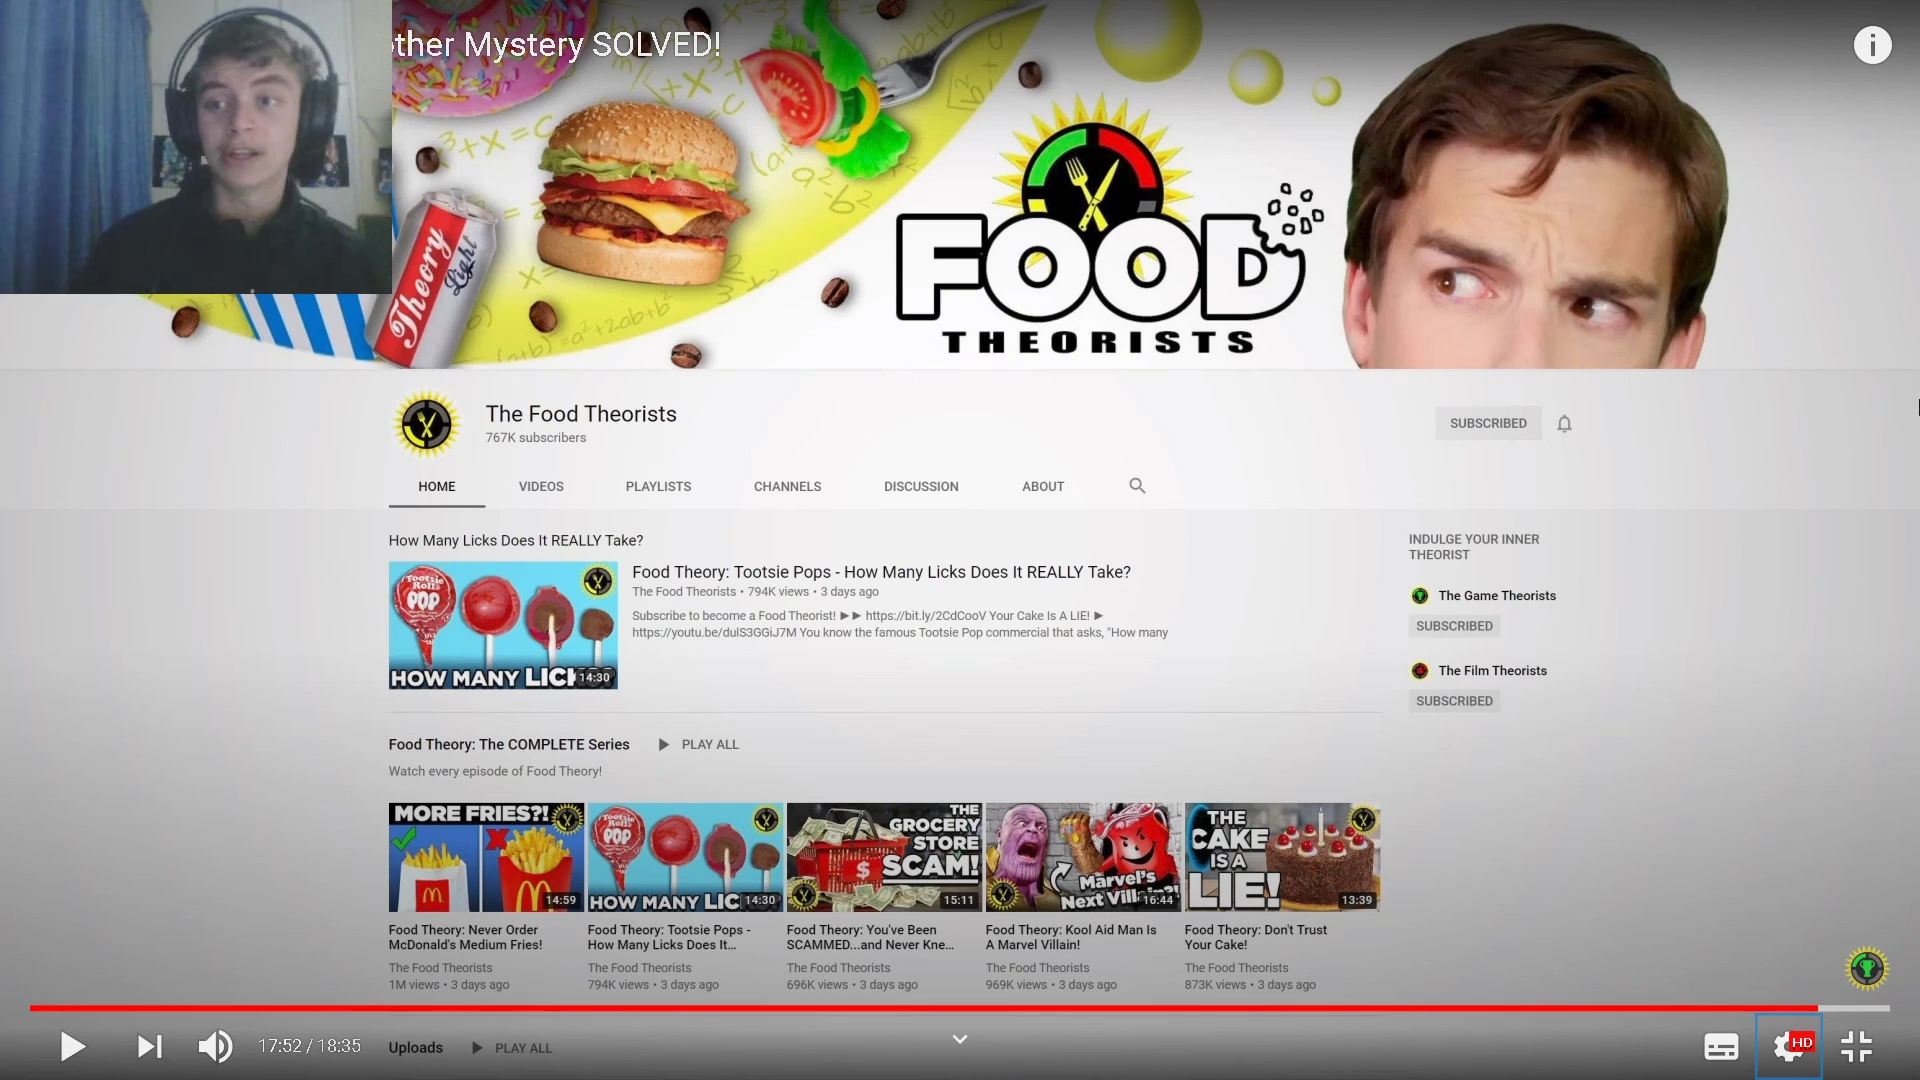 ther Mystery SOLVED!
Theory
Light
FOOD
THEORISTS
The Food Theorists
767K subscribers
SUBSCRIBED
HOME
VIDEOS
PLAYLISTS
CHANNELS
DISCUSSION
ABOUT
How Many Licks Does It REALLY Take?
Tootsie
Roll
POP
HOW MANY LICK
14:30
Food Theory: Tootsie Pops - How Many Licks Does It REALLY Take?
The Food Theorists • 794K views • 3 days ago
Subscribe to become a Food Theorist! ►► https://bit.ly/2CdCooV Your Cake Is A LIE! ►
https://youtu.be/dulS3GGiJ7M You know the famous Tootsie Pop commercial that asks, "How many
INDULGE YOUR INNER
THEORIST
The Game Theorists
SUBSCRIBED
The Film Theorists
SUBSCRIBED
Food Theory: The COMPLETE Series
PLAY ALL
Watch every episode of Food Theory!
MORE FRIES?!
14:59
Food Theory: Never Order
McDonald's Medium Fries!
The Food Theorists
1M views • 3 days ago
Tootsie
Roll
POP
HOW MANY LIC
14:30
Food Theory: Tootsie Pops -
How Many Licks Does It...
The Food Theorists
794K views • 3 days ago
THE
GROCERY
STORE
SCAM!
$
15:11
Food Theory: You've Been
SCAMMED...and Never Kne...
The Food Theorists
696K views • 3 days ago
Marvel's
Next Vill
16:44
Food Theory: Kool Aid Man Is
A Marvel Villain!
The Food Theorists
969K views • 3 days ago
THE
CAKE
IS A
LIE!
13:39
Food Theory: Don't Trust
Your Cake!
The Food Theorists
873K views • 3 days ago
17:52 / 18:35
Uploads
PLAY ALL
HD